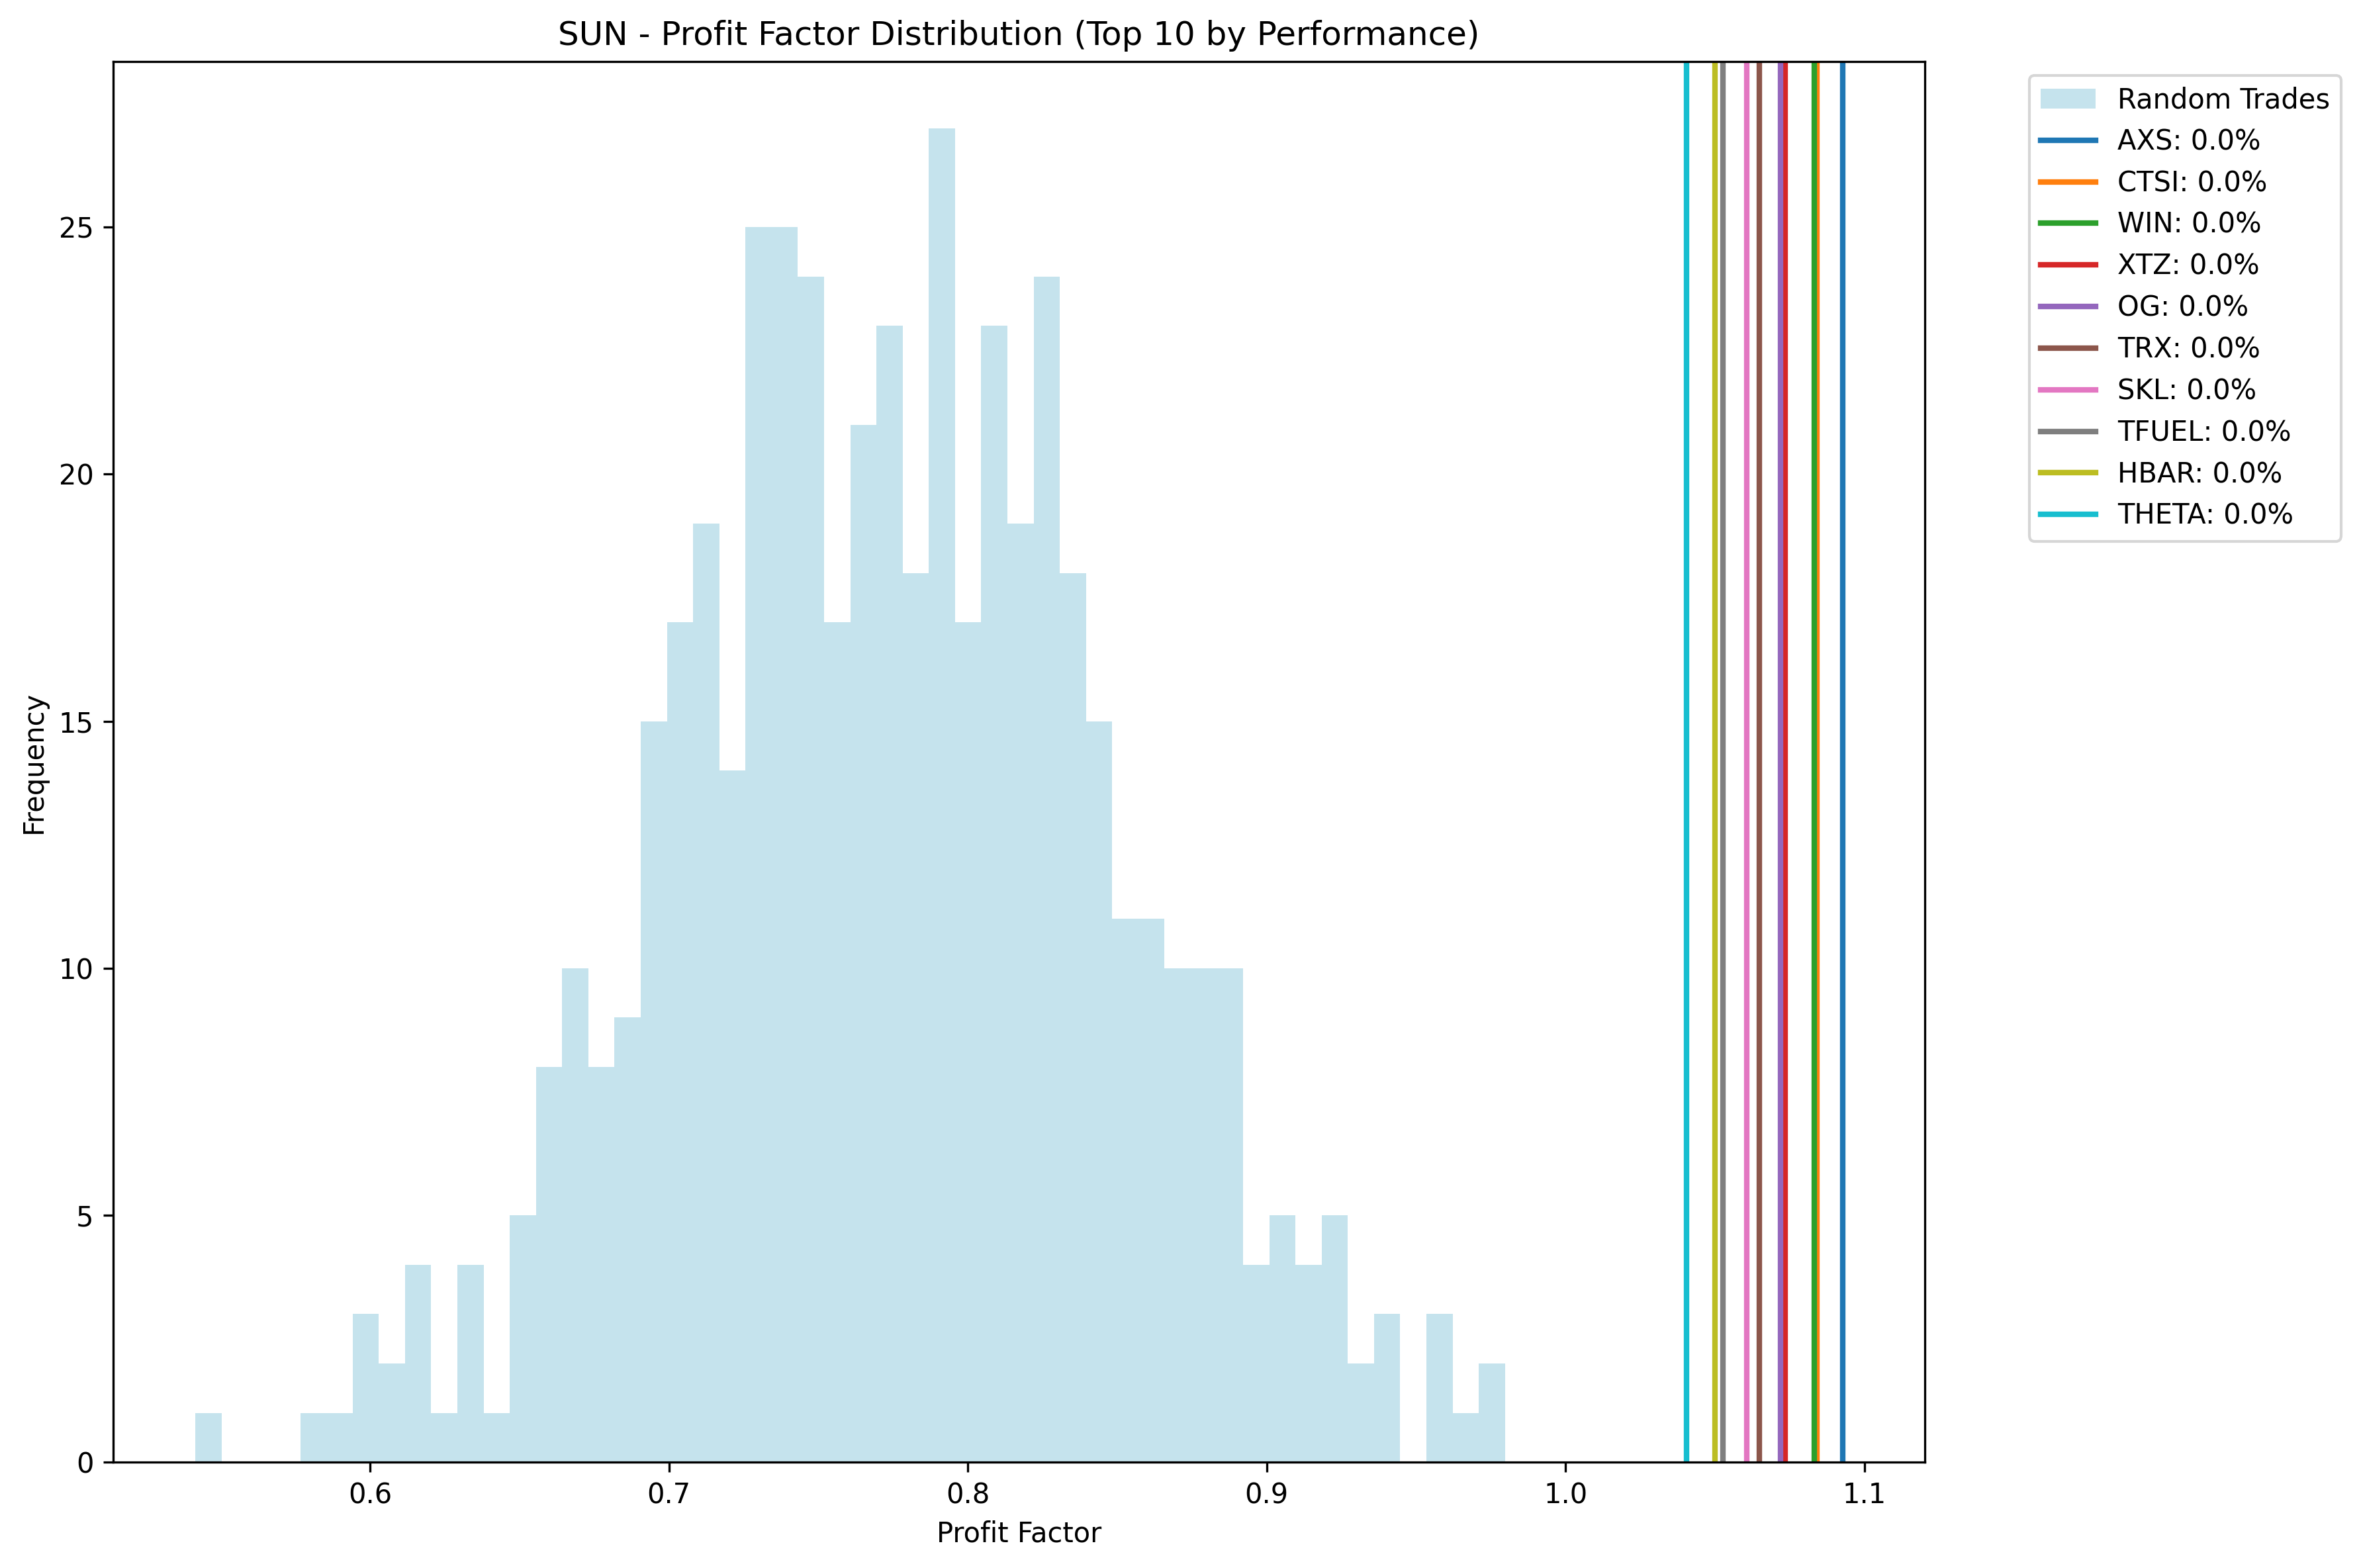 SUN - Profit Factor Distribution (Top 10 by Performance)
Random Trades
AXS: 0.0%
CTSI: 0.0%
WIN: 0.0%
XTZ: 0.0%
OG: 0.0%
TRX: 0.0%
SKL: 0.0%
TFUEL: 0.0%
HBAR: 0.0%
THETA: 0.0%
Frequency
25
20
15
10
5
0
0.6
0.7
0.8
0.9
1.0
1.1
Profit Factor